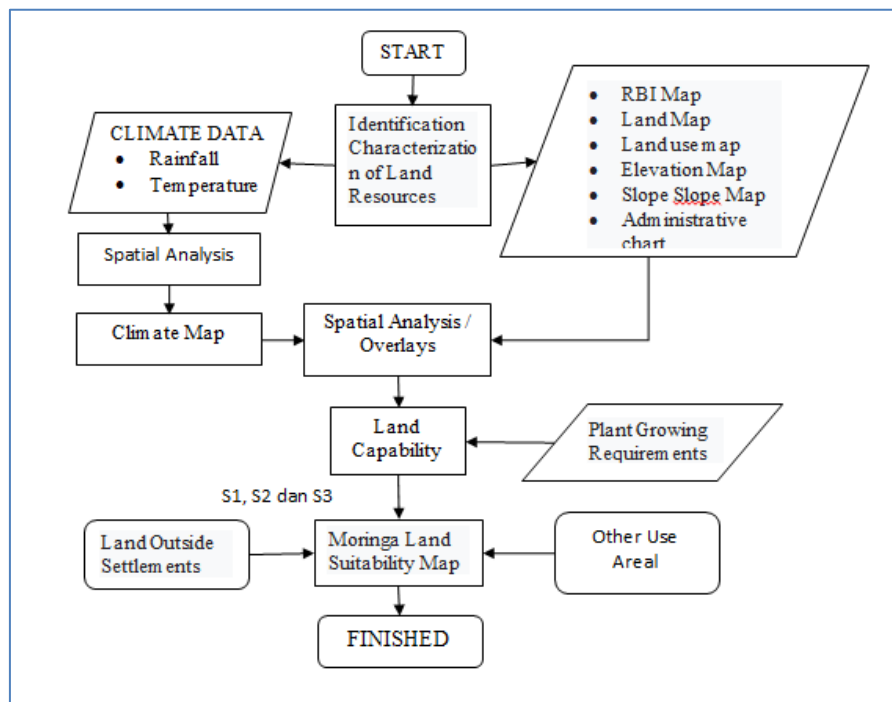 START
CLIMATE DATA
• Rainfall
• Temperature
Identification
Characterizatio
n of Land
Resources
• RBI Map
• Land Map
• Land use map
• Elevation Map
• Slope Slope Map
• Administrative
chart
Spatial Analysis
Climate Map
Spatial Analysis /
Overlays
Land
Capability
Plant Growing
Requirements
S1, S2 dan S3
Land Outside
Settlements
Moringa Land
Suitability Map
Other Use
Areal
FINISHED